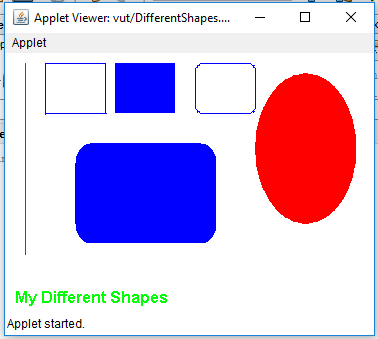 Applet Viewer: vut/DifferentShapes....
Applet
My Different Shapes
Applet started.